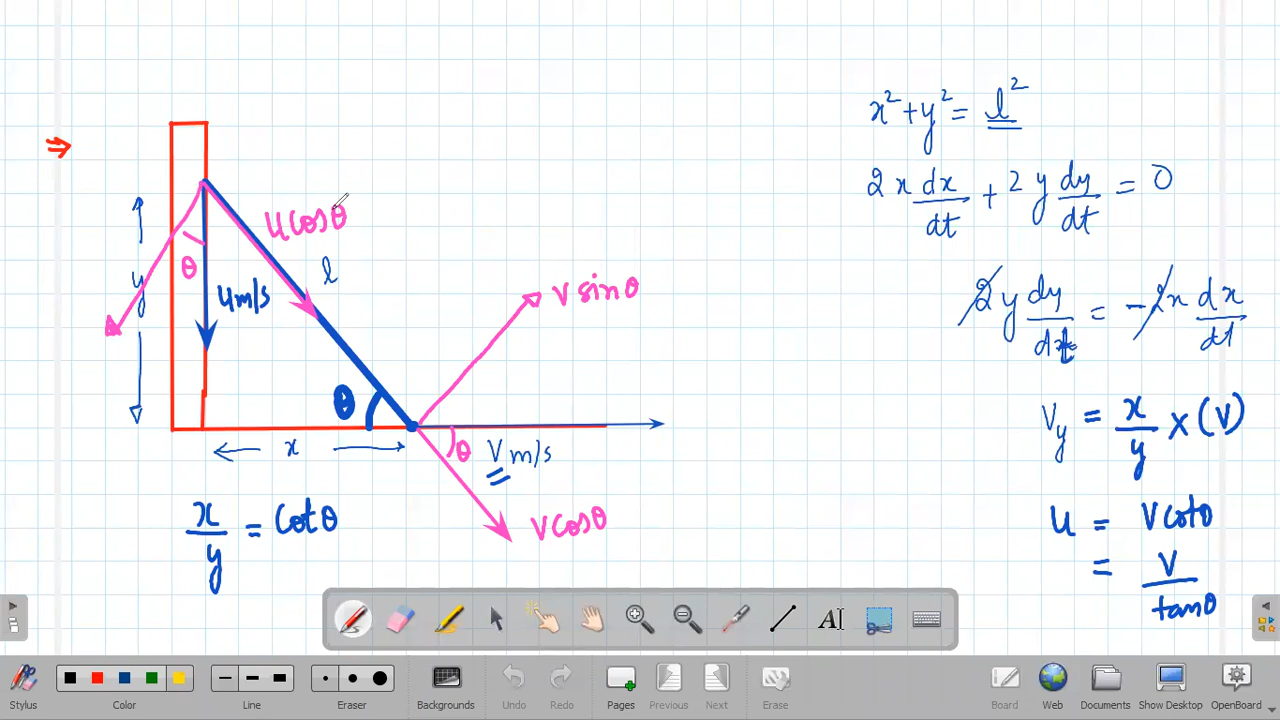 x² + y² = l²
2x dx/dt + 2y dy/dt = 0
2y dy/dt = -2x dx/dt
V_y = x/y × (V)
u = V cotθ
= V/tanθ
u cosθ
l
θ
y
u m/s
V sinθ
θ
x
θ
V m/s
V cosθ
x/y = cotθ
Stylus
Color
Line
Eraser
Backgrounds
Undo
Redo
Pages
Previous
Next
Erase
Board
Web
Documents
Show Desktop
OpenBoard